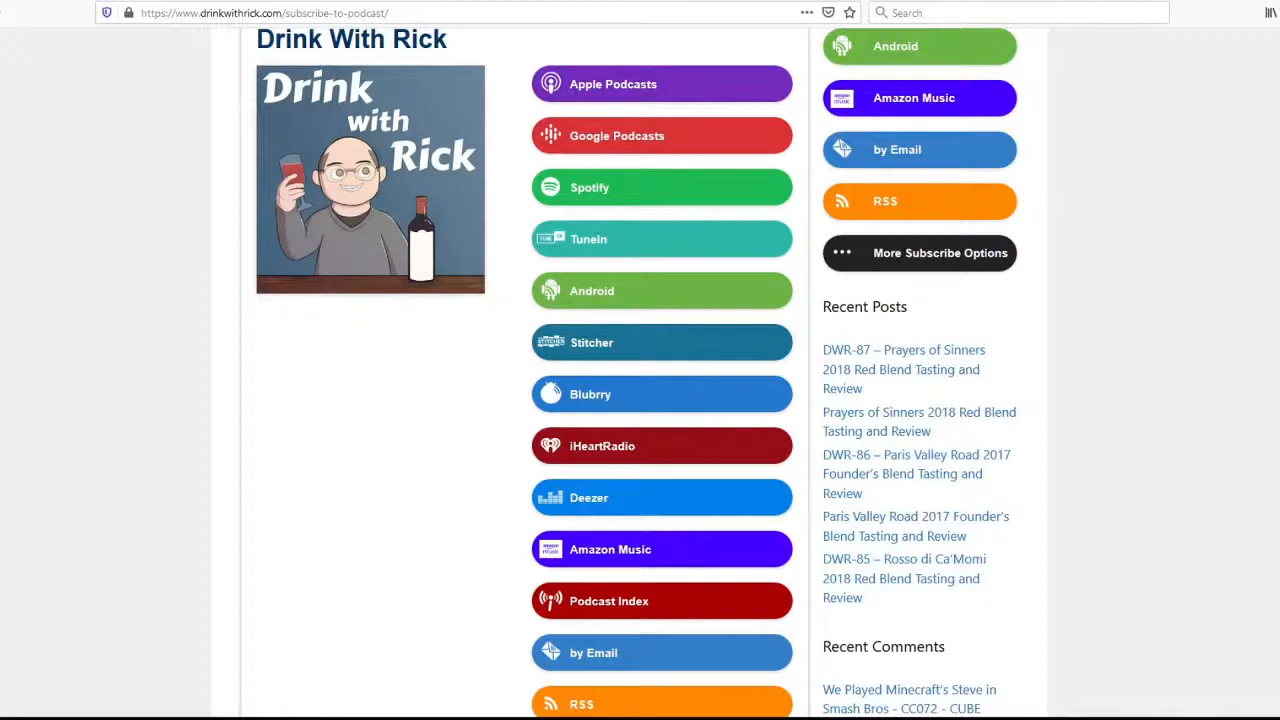 https://www.drinkwithrick.com/subscribe-to-podcast/
Search
Drink With Rick
Drink
with
Rick
Apple Podcasts
Google Podcasts
Spotify
TuneIn
Android
STITCHER
Stitcher
Blubrry
iHeartRadio
Deezer
amazon music
Amazon Music
Podcast Index
by Email
RSS
Android
amazon music
Amazon Music
by Email
RSS
More Subscribe Options
Recent Posts
DWR-87 – Prayers of Sinners
2018 Red Blend Tasting and
Review
Prayers of Sinners 2018 Red Blend
Tasting and Review
DWR-86 – Paris Valley Road 2017
Founder's Blend Tasting and
Review
Paris Valley Road 2017 Founder's
Blend Tasting and Review
DWR-85 – Rosso di Ca'Momi
2018 Red Blend Tasting and
Review
Recent Comments
We Played Minecraft's Steve in
Smash Bros - CC072 - CUBE